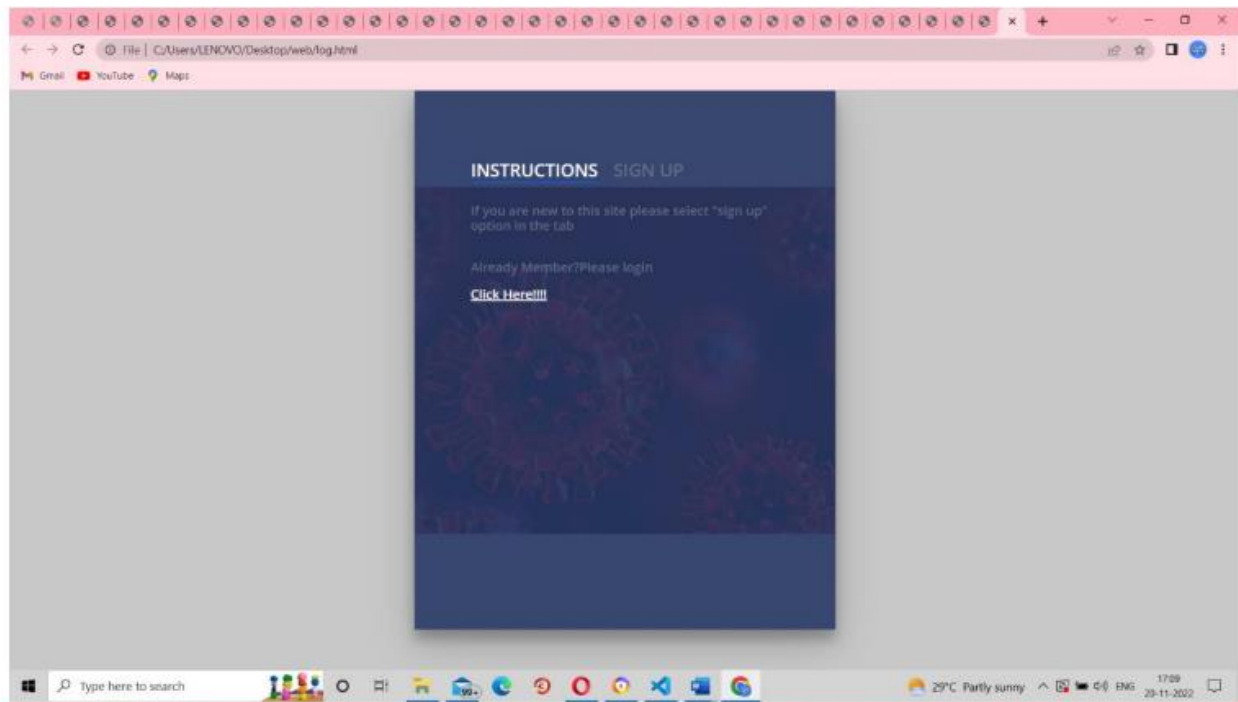 File | C:/Users/LENOVO/Desktop/web/log.html
Gmail YouTube Maps
INSTRUCTIONS SIGN UP
If you are new to this site please select "sign up"
option in the tab
Already Member?Please login
Click Here!!!!
Type here to search
99+
29°C Partly sunny
ENG
17:09
20-11-2022